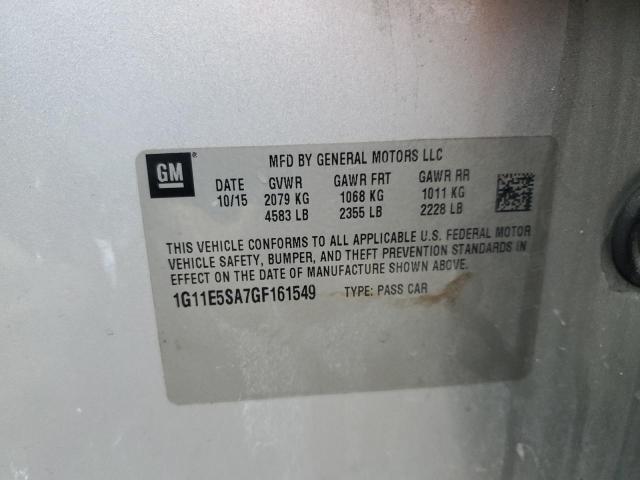 GM ® MFD BY GENERAL MOTORS LLC
DATE GVWR GAWR FRT GAWR RR
10/15 2079 KG 1068 KG 1011 KG
4583 LB 2355 LB 2228 LB
THIS VEHICLE CONFORMS TO ALL APPLICABLE U.S. FEDERAL MOTOR
VEHICLE SAFETY, BUMPER, AND THEFT PREVENTION STANDARDS IN
EFFECT ON THE DATE OF MANUFACTURE SHOWN ABOVE.
1G11E5SA7GF161549 TYPE: PASS CAR